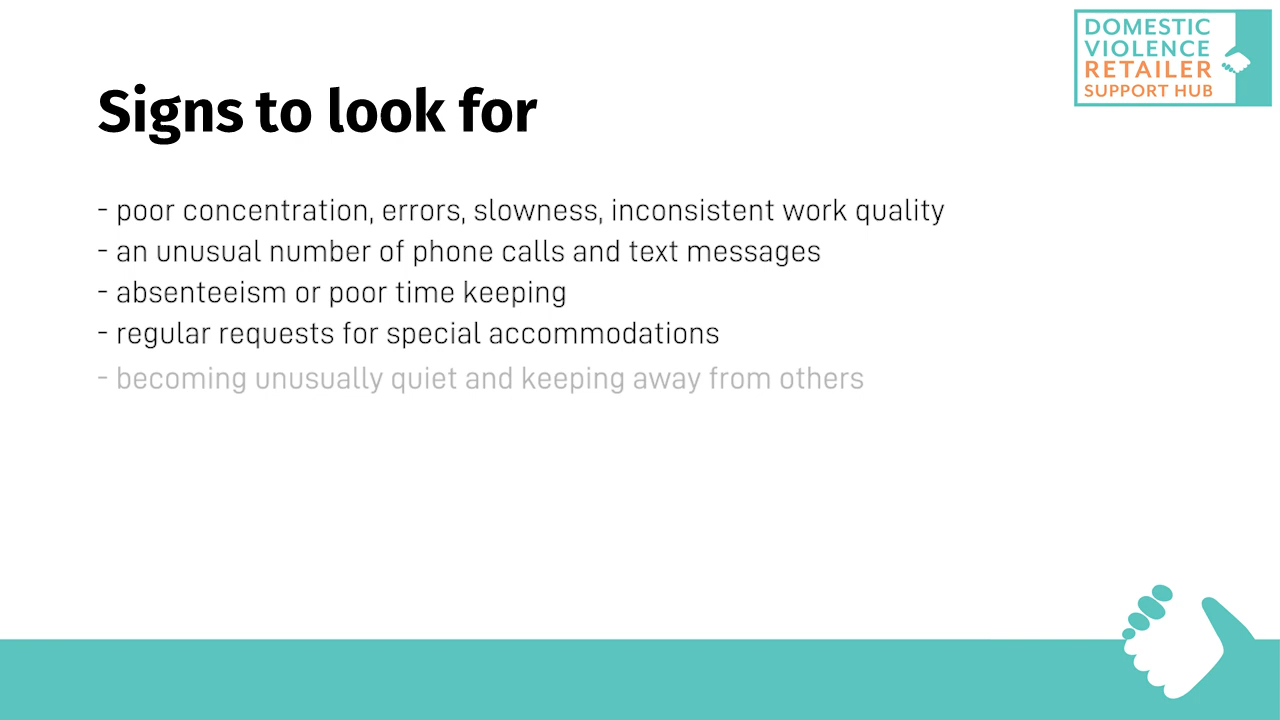 DOMESTIC
VIOLENCE
RETAILER
SUPPORT HUB
Signs to look for
- poor concentration, errors, slowness, inconsistent work quality
- an unusual number of phone calls and text messages
- absenteeism or poor time keeping
- regular requests for special accommodations
- becoming unusually quiet and keeping away from others